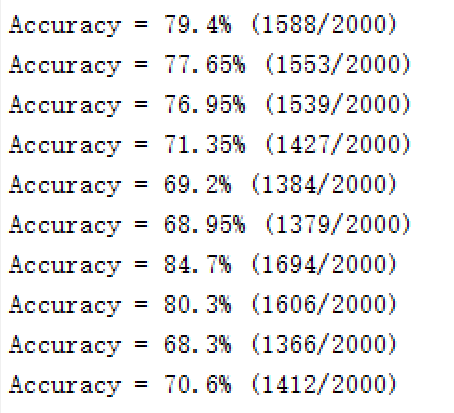 Accuracy = 79.4% (1588/2000)
Accuracy = 77.65% (1553/2000)
Accuracy = 76.95% (1539/2000)
Accuracy = 71.35% (1427/2000)
Accuracy = 69.2% (1384/2000)
Accuracy = 68.95% (1379/2000)
Accuracy = 84.7% (1694/2000)
Accuracy = 80.3% (1606/2000)
Accuracy = 68.3% (1366/2000)
Accuracy = 70.6% (1412/2000)